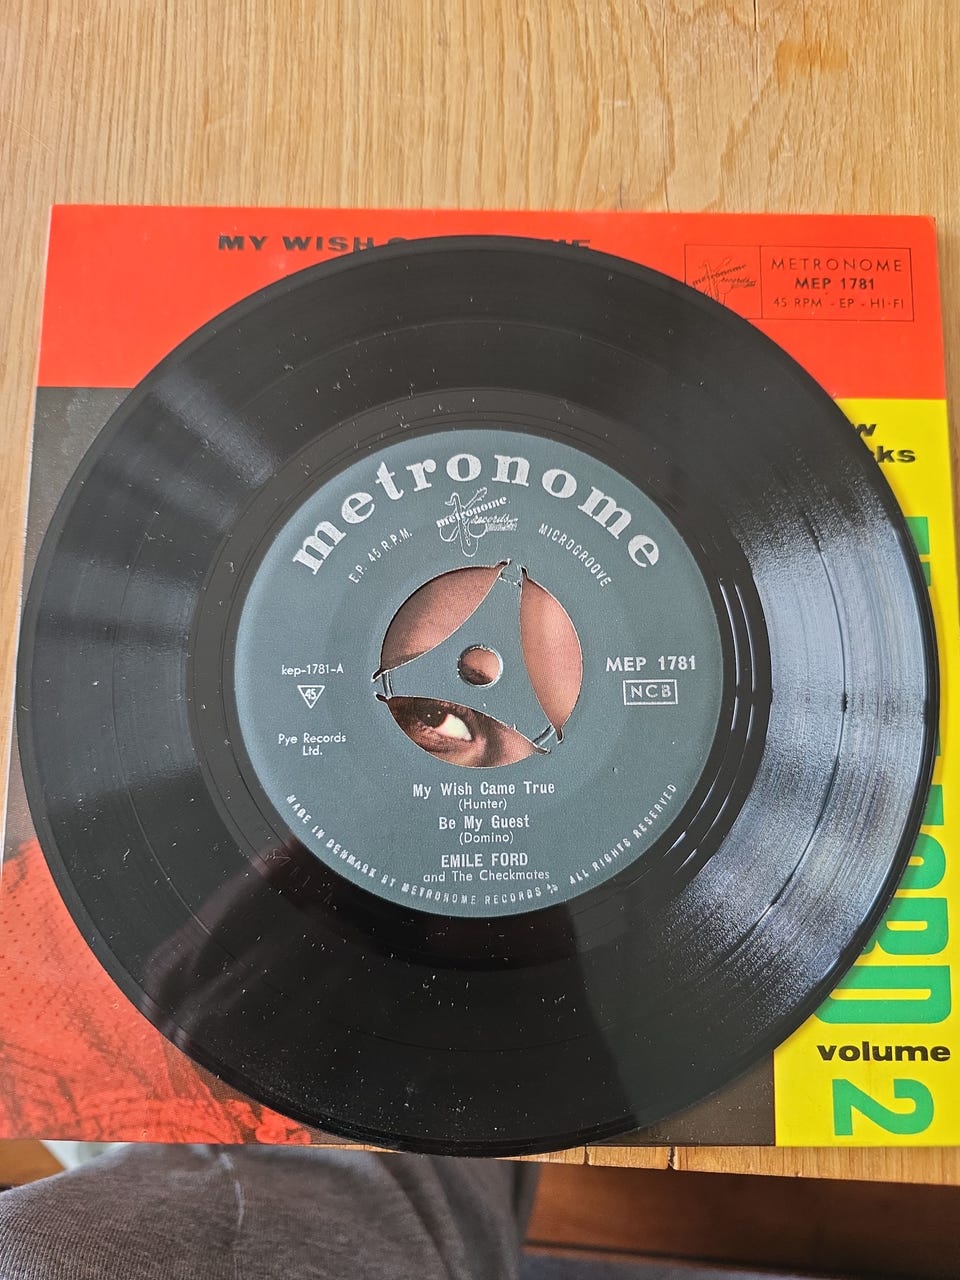 MY WISH
METRONOME
MEP 1781
45 RPM - EP - HI-FI
metronome
metronome
records
E.P. 45 R.P.M.
MICROGROOVE
kep-1781-A
45
Pye Records
Ltd.
MEP 1781
NCB
My Wish Came True
(Hunter)
Be My Guest
(Domino)
EMILE FORD
and The Checkmates
MADE IN DENMARK BY METRONOME RECORDS A/S ALL RIGHTS RESERVED
volume
2